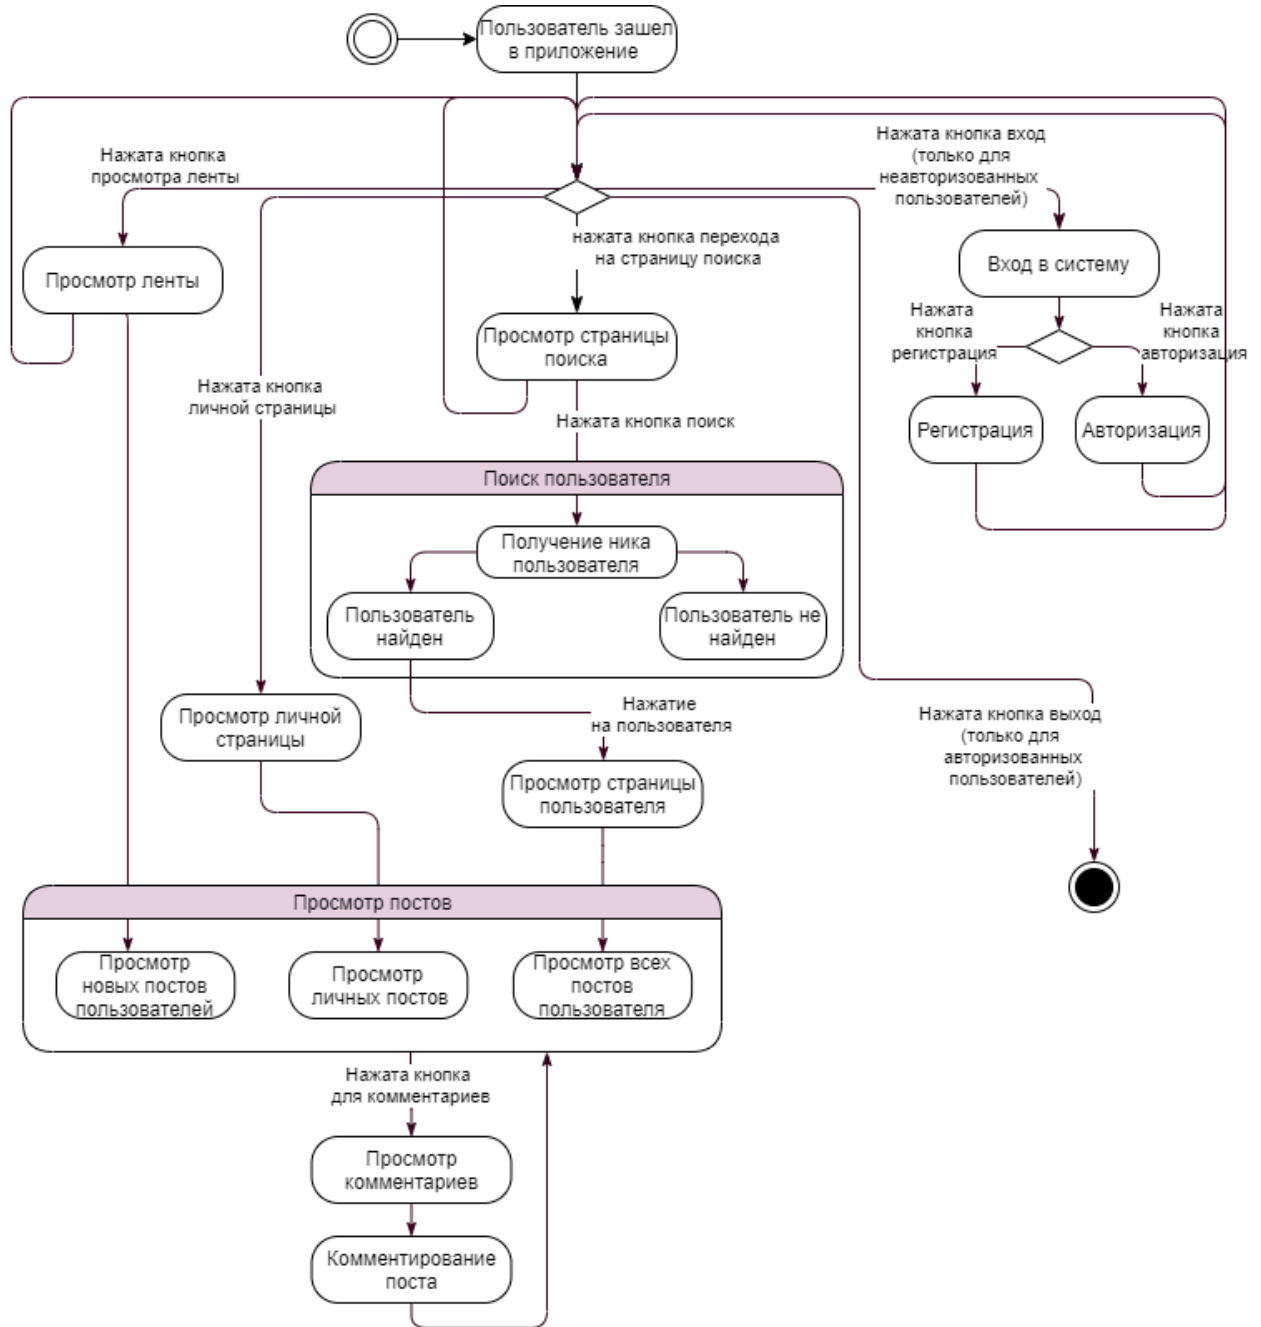 Пользователь зашел
в приложение
Нажата кнопка вход
(только для
неавторизованных
пользователей)
Нажата кнопка
просмотра ленты
нажата кнопка перехода
на страницу поиска
Просмотр ленты
Вход в систему
Просмотр страницы
поиска
Нажата
кнопка
регистрация
Нажата
кнопка
авторизация
Нажата кнопка
личной страницы
Нажата кнопка поиск
Регистрация
Авторизация
Поиск пользователя
Получение ника
пользователя
Пользователь
найден
Пользователь не
найден
Просмотр личной
страницы
Нажатие
на пользователя
Нажата кнопка выход
(только для
авторизованных
пользователей)
Просмотр страницы
пользователя
Просмотр постов
Просмотр
новых постов
пользователей
Просмотр
личных постов
Просмотр всех
постов
пользователя
Нажата кнопка
для комментариев
Просмотр
комментариев
Комментирование
поста